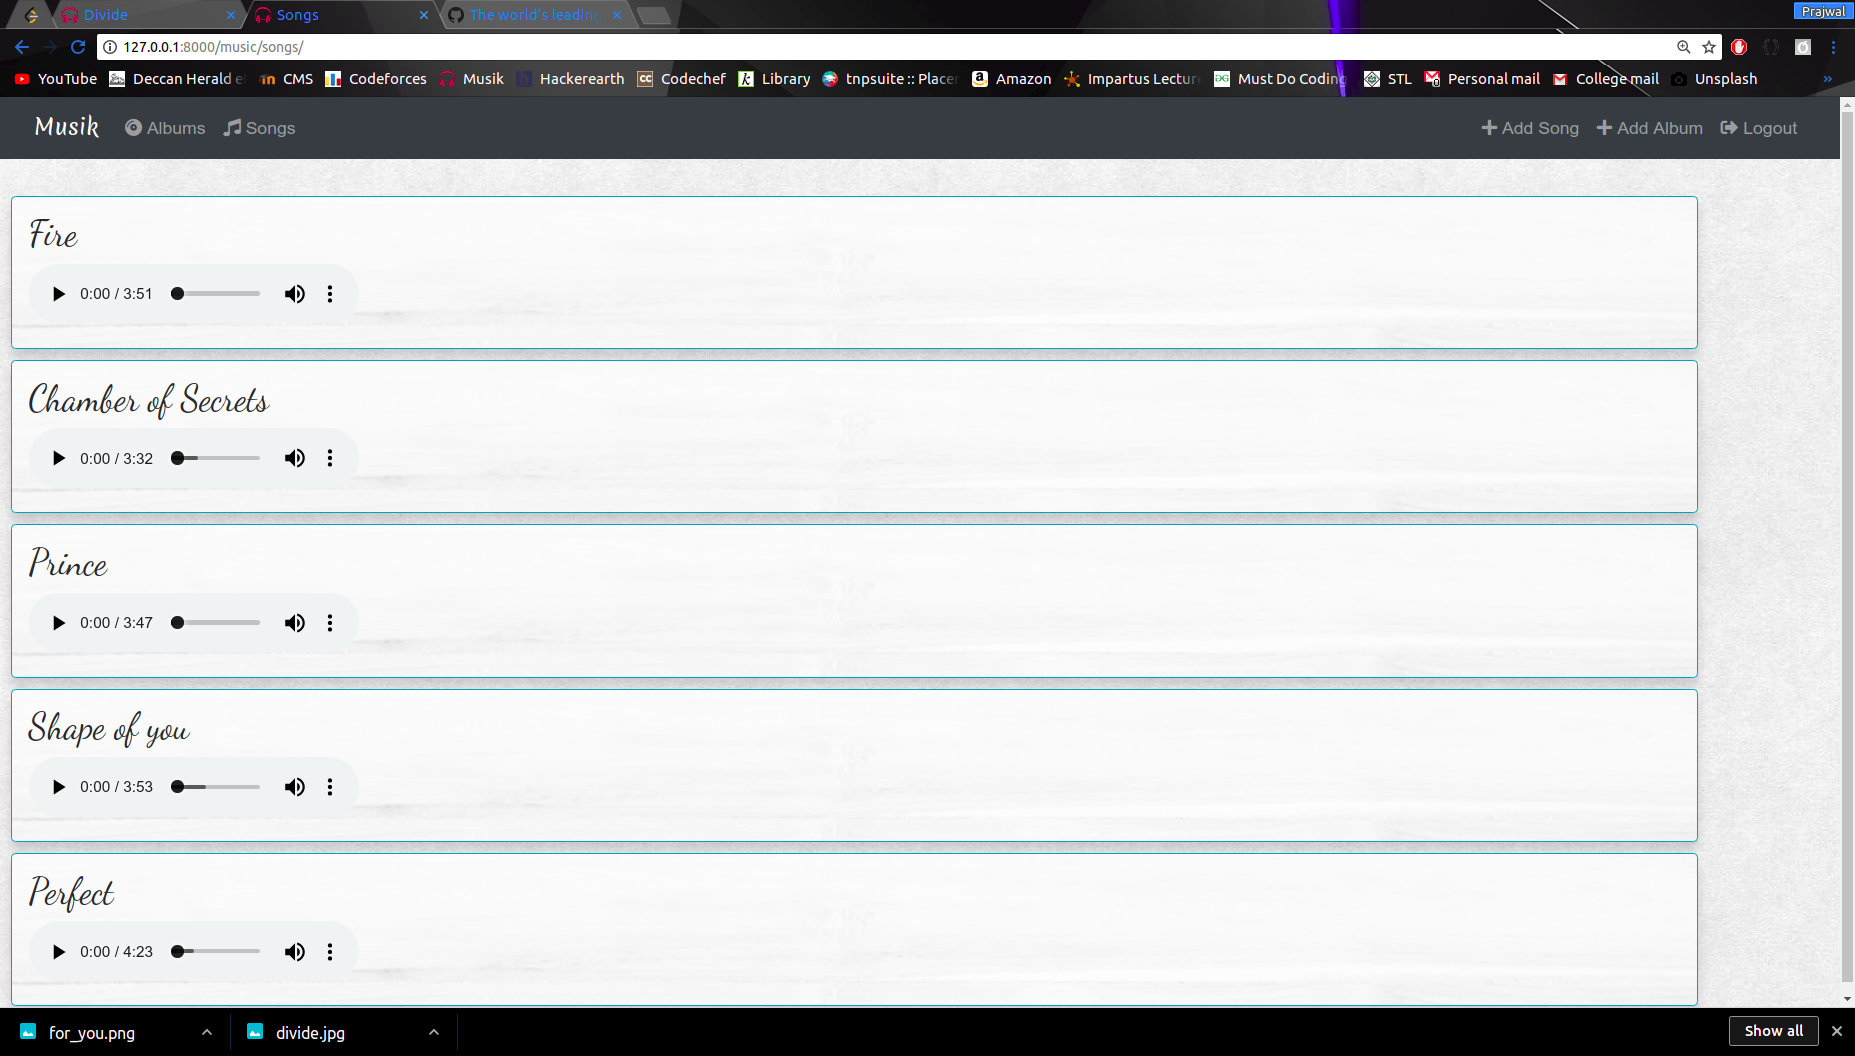 Divide
Songs
The world's leading
Prajwal
127.0.0.1:8000/music/songs/
YouTube Deccan Herald e CMS Codeforces Musik Hackerearth Codechef Library tnpsuite :: Placer Amazon Impartus Lectur Must Do Coding STL Personal mail College mail Unsplash »
Musik Albums Songs Add Song Add Album Logout
Fire
0:00 / 3:51
Chamber of Secrets
0:00 / 3:32
Prince
0:00 / 3:47
Shape of you
0:00 / 3:53
Perfect
0:00 / 4:23
for_you.png divide.jpg Show all